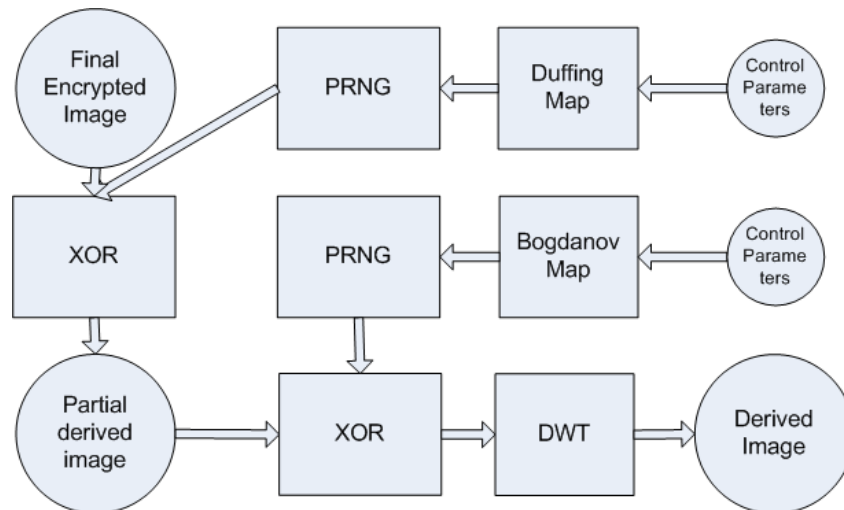 Final
Encrypted
Image
PRNG
Duffing
Map
Control
Parame
ters
XOR
PRNG
Bogdanov
Map
Control
Parame
ters
Partial
derived
image
XOR
DWT
Derived
Image